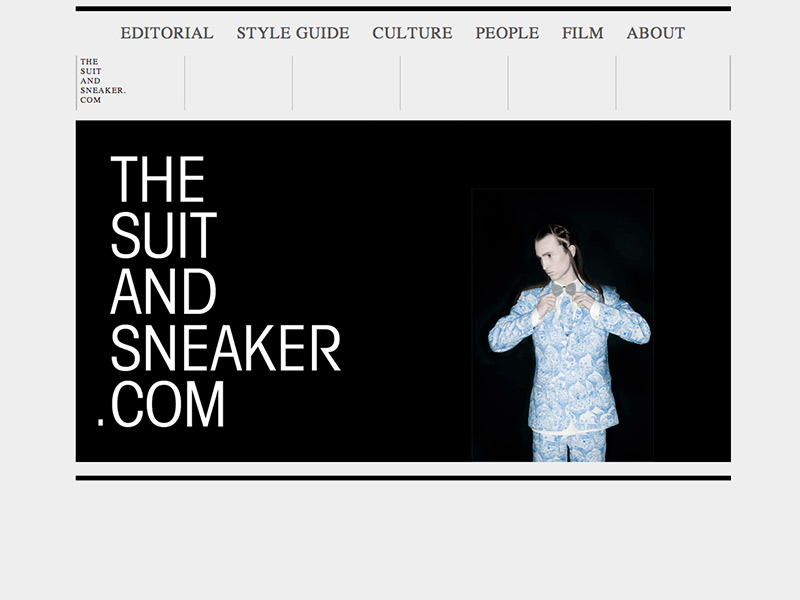 EDITORIAL STYLE GUIDE CULTURE PEOPLE FILM ABOUT
THE
SUIT
AND
SNEAKER.
COM
THE
SUIT
AND
SNEAKER
.COM